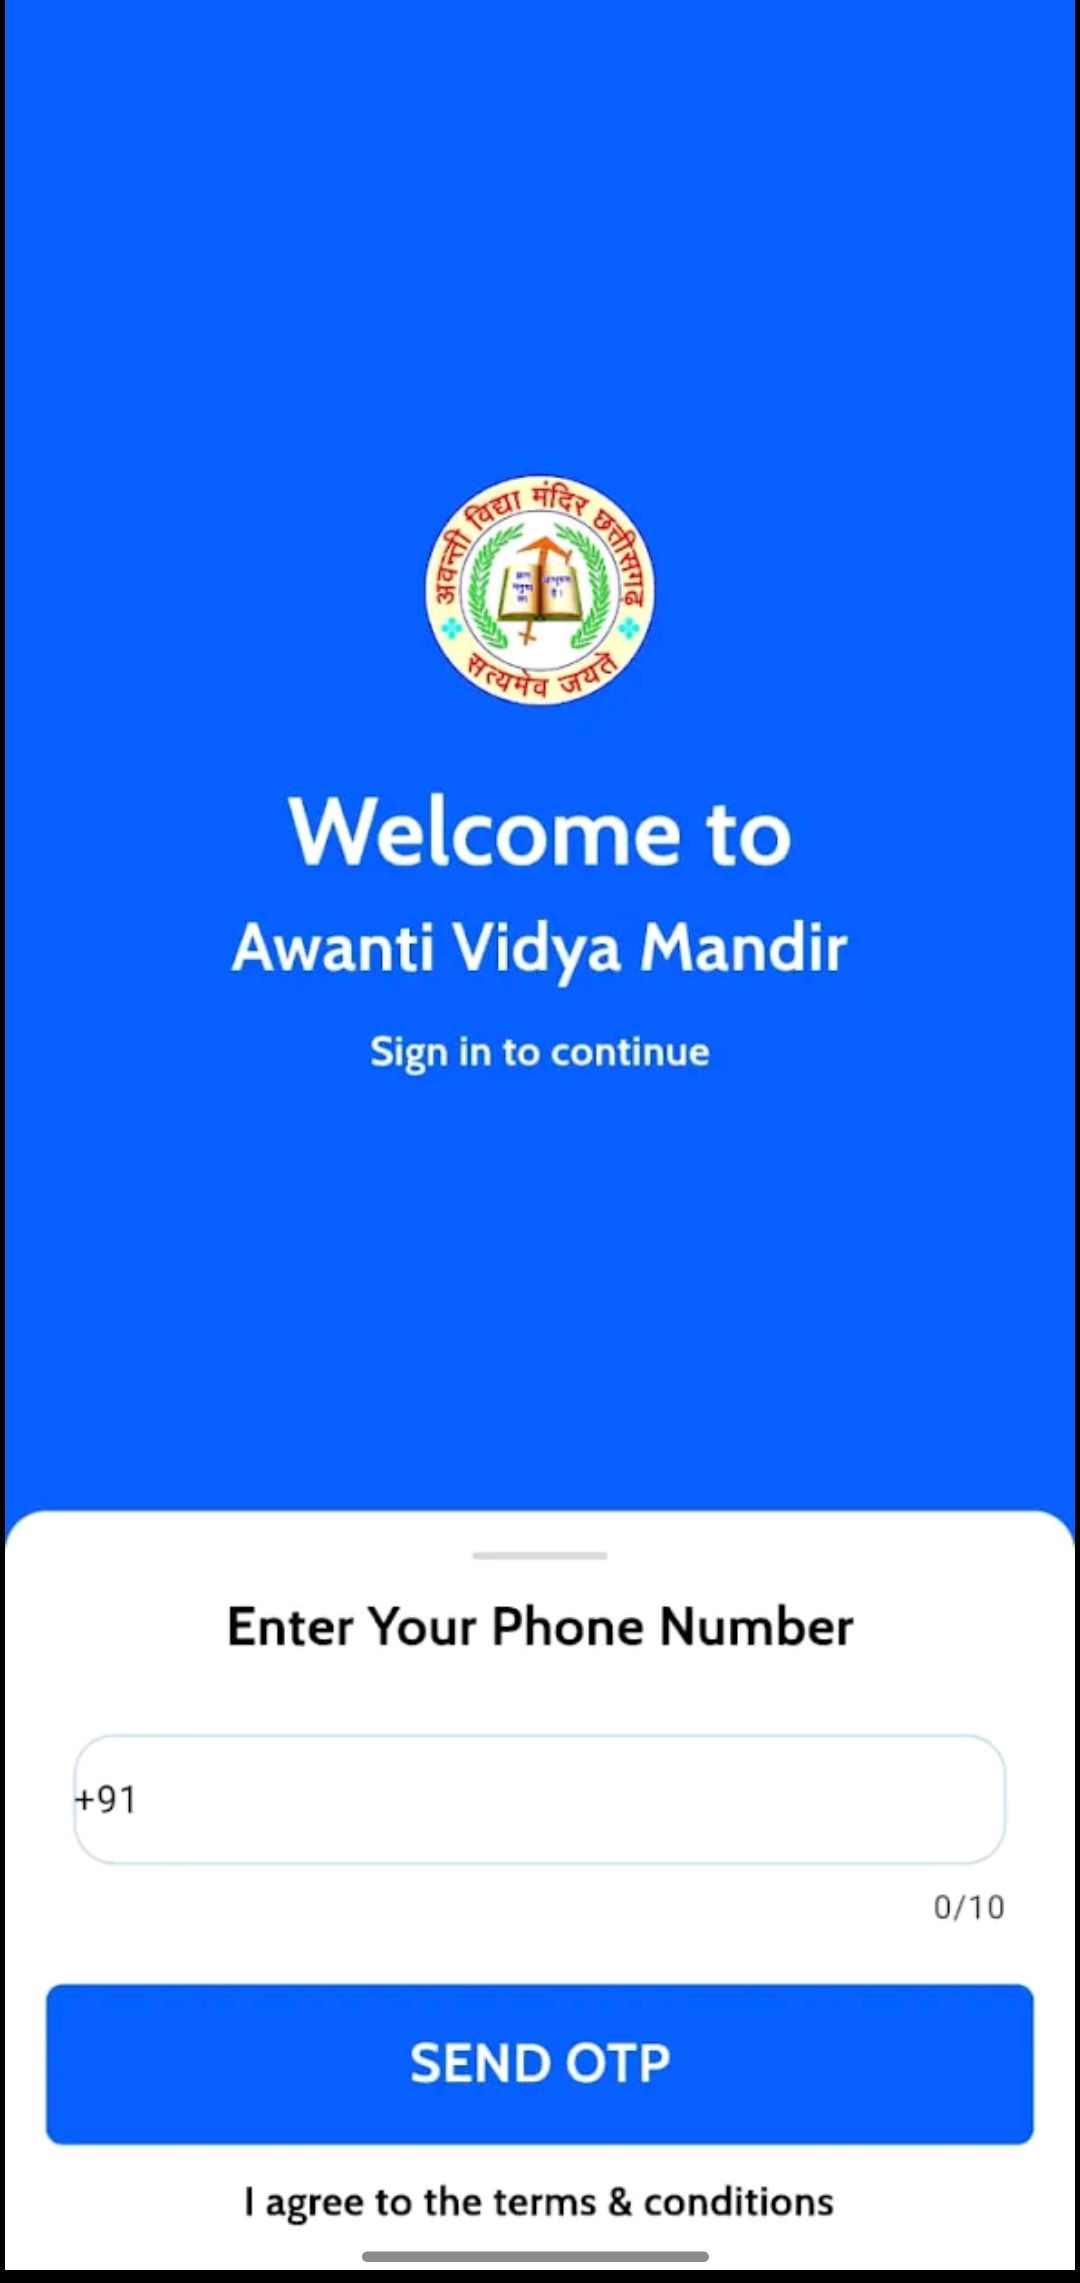 अवन्ती विद्या मंदिर छत्तीसगढ़
सत्यमेव जयते
Welcome to
Awanti Vidya Mandir
Sign in to continue
Enter Your Phone Number
+91
0/10
SEND OTP
I agree to the terms & conditions